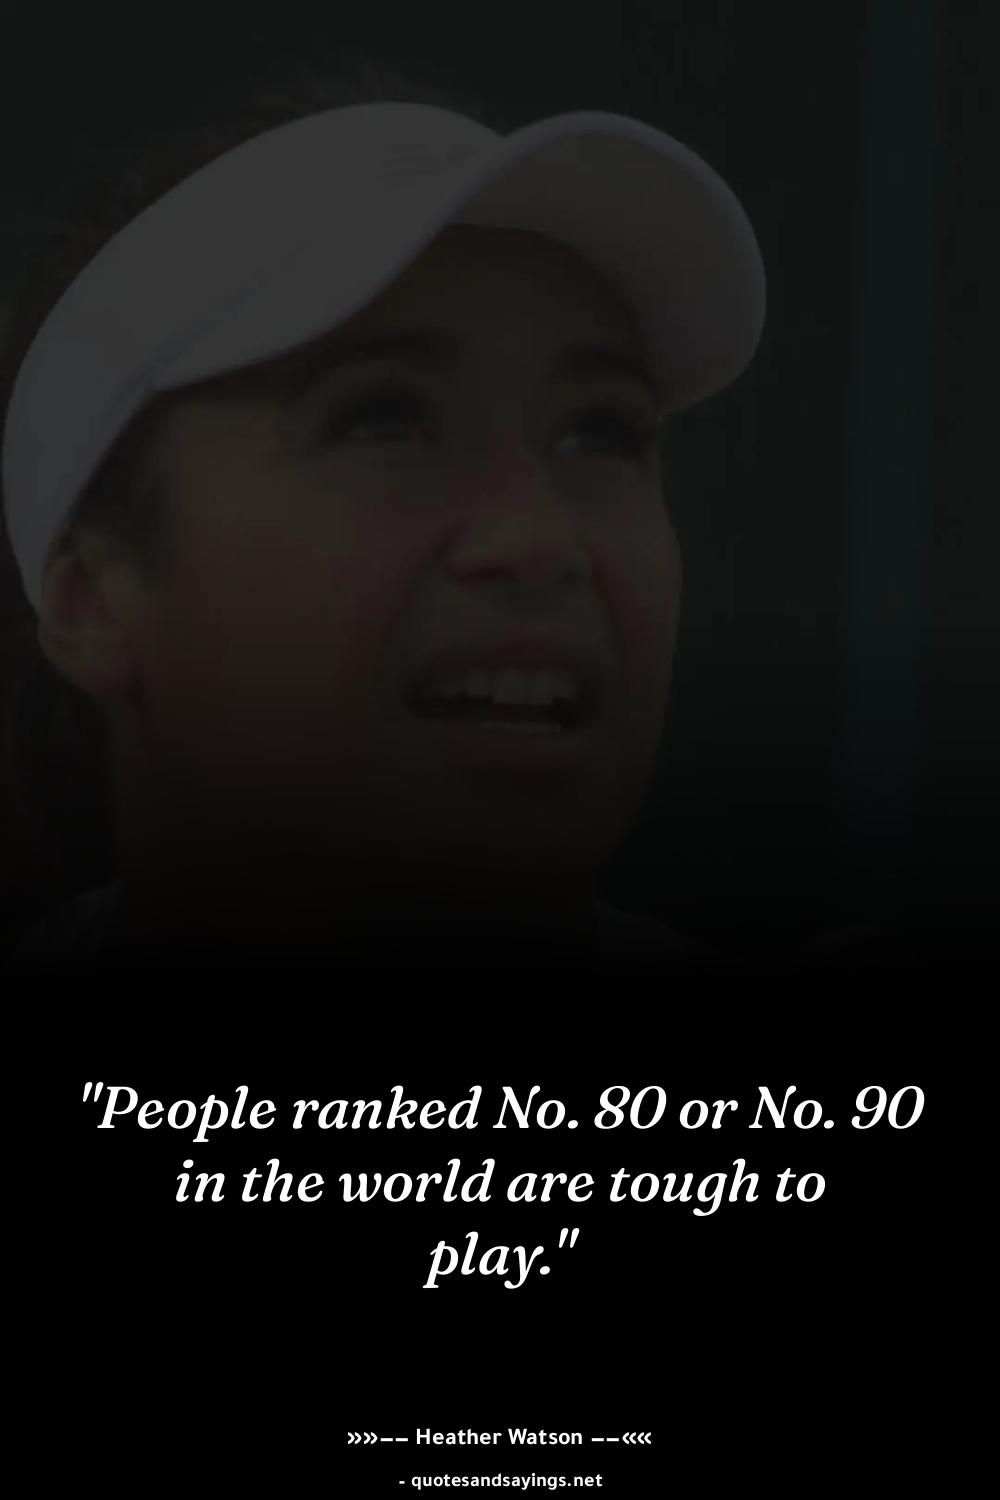 "People ranked No. 80 or No. 90
in the world are tough to
play."
»»–– Heather Watson ––««
- quotesandsayings.net